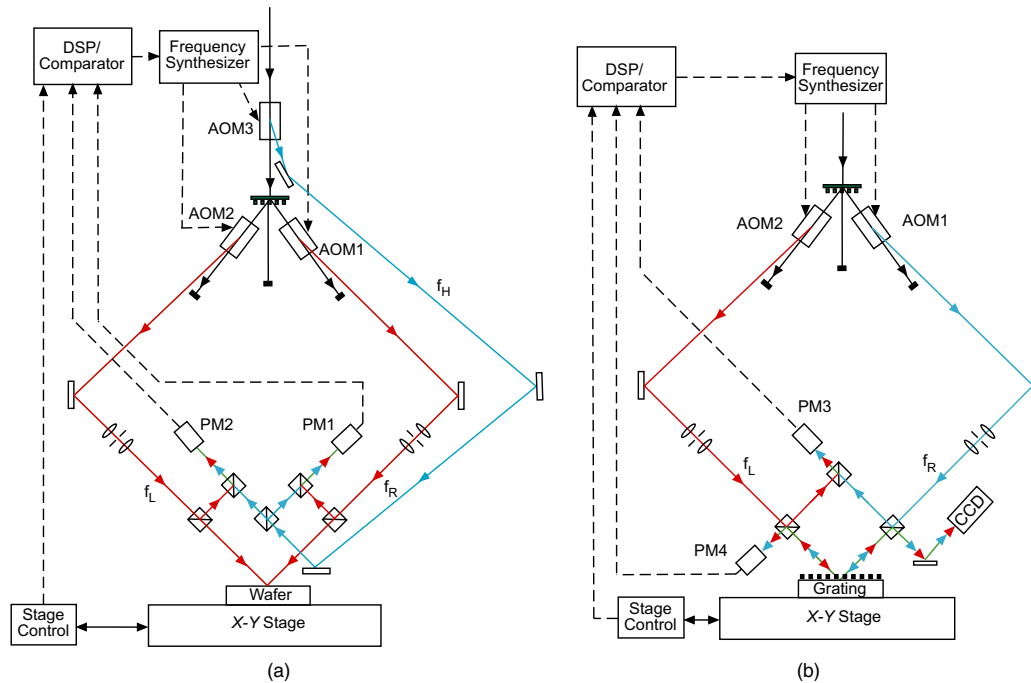 DSP/
Comparator
Frequency
Synthesizer
AOM3
AOM2
AOM1
fH
PM2
PM1
fL
fR
Wafer
Stage
Control
X-Y Stage
(a)
DSP/
Comparator
Frequency
Synthesizer
AOM2
AOM1
PM3
fL
fR
CCD
PM4
Grating
Stage
Control
X-Y Stage
(b)